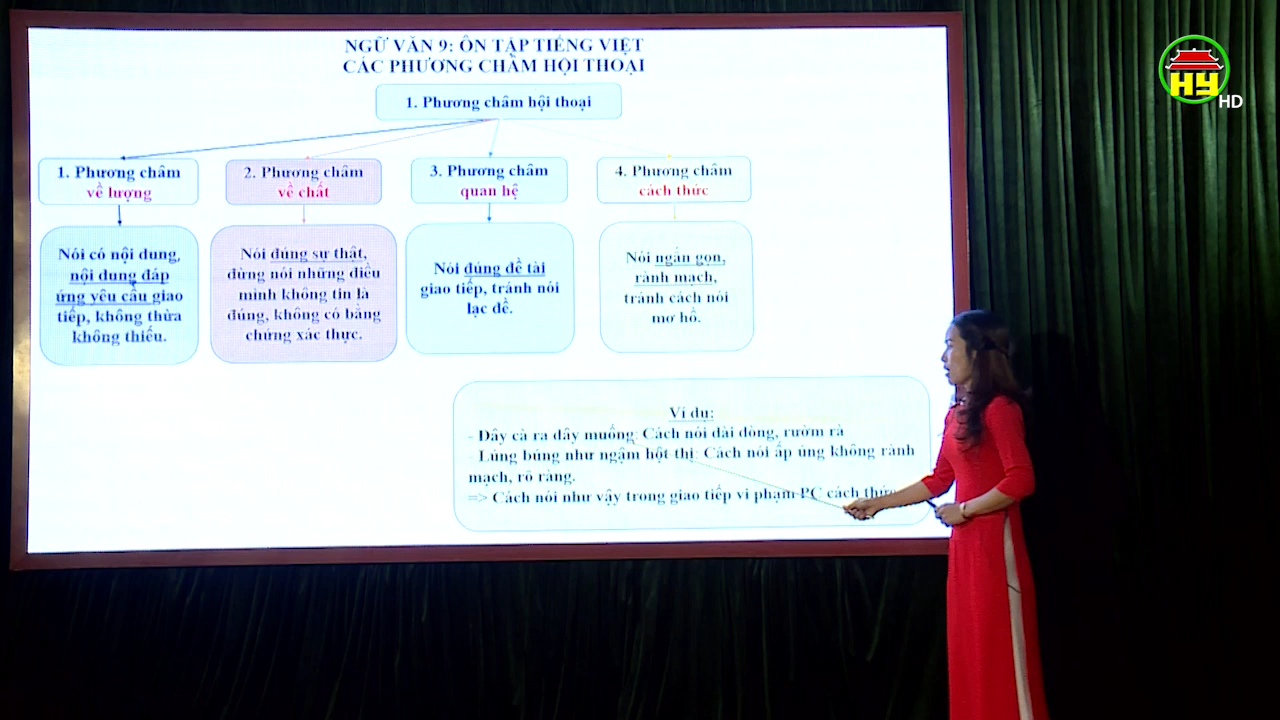 NGỮ VĂN 9: ÔN TẬP TIẾNG VIỆT
CÁC PHƯƠNG CHÂM HỘI THOẠI
1. Phương châm hội thoại
1. Phương châm
về lượng
2. Phương châm
về chất
3. Phương châm
quan hệ
4. Phương châm
cách thức
Nói có nội dung,
nội dung đáp
ứng yêu cầu giao
tiếp, không thừa
không thiếu.
Nói đúng sự thật,
đừng nói những điều
mình không tin là
đúng, không có bằng
chứng xác thực.
Nói đúng đề tài
giao tiếp, tránh nói
lạc đề.
Nói ngắn gọn,
rành mạch,
tránh cách nói
mơ hồ.
Ví dụ:
- Dây cà ra dây muống: Cách nói dài dòng, rườm rà
- Lúng búng như ngậm hột thị: Cách nói ấp úng không rành
mạch, rõ ràng.
=> Cách nói như vậy trong giao tiếp vi phạm PC cách thức
HY
HD